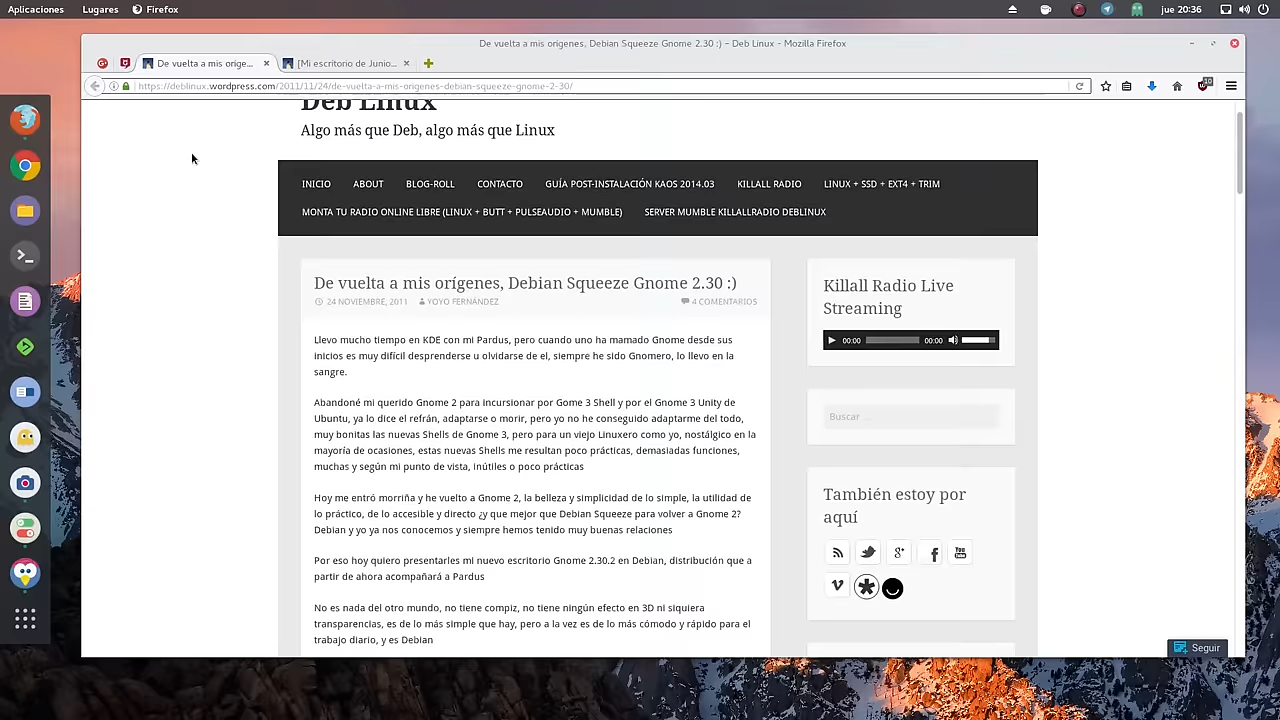 Aplicaciones Lugares Firefox jue 20:36
De vuelta a mis orígenes, Debian Squeeze Gnome 2.30 :) – Deb Linux - Mozilla Firefox
De vuelta a mis oríge... [Mi escritorio de Junio...
https://deblinux.wordpress.com/2011/11/24/de-vuelta-a-mis-origenes-debian-squeeze-gnome-2-30/
10
Deb Linux
Algo más que Deb, algo más que Linux
INICIO ABOUT BLOG-ROLL CONTACTO GUÍA POST-INSTALACIÓN KAOS 2014.03 KILLALL RADIO LINUX + SSD + EXT4 + TRIM
MONTA TU RADIO ONLINE LIBRE (LINUX + BUTT + PULSEAUDIO + MUMBLE) SERVER MUMBLE KILLALLRADIO DEBLINUX
De vuelta a mis orígenes, Debian Squeeze Gnome 2.30 :)
24 NOVIEMBRE, 2011 YOYO FERNÁNDEZ 4 COMENTARIOS
Llevo mucho tiempo en KDE con mi Pardus, pero cuando uno ha mamado Gnome desde sus
inicios es muy difícil desprenderse u olvidarse de el, siempre he sido Gnomero, lo llevo en la
sangre.
Abandoné mi querido Gnome 2 para incursionar por Gome 3 Shell y por el Gnome 3 Unity de
Ubuntu, ya lo dice el refrán, adaptarse o morir, pero yo no he conseguido adaptarme del todo,
muy bonitas las nuevas Shells de Gnome 3, pero para un viejo Linuxero como yo, nostálgico en la
mayoría de ocasiones, estas nuevas Shells me resultan poco prácticas, demasiadas funciones,
muchas y según mi punto de vista, inútiles o poco prácticas
Hoy me entró morriña y he vuelto a Gnome 2, la belleza y simplicidad de lo simple, la utilidad de
lo práctico, de lo accesible y directo ¿y que mejor que Debian Squeeze para volver a Gnome 2?
Debian y yo ya nos conocemos y siempre hemos tenido muy buenas relaciones
Por eso hoy quiero presentarles mi nuevo escritorio Gnome 2.30.2 en Debian, distribución que a
partir de ahora acompañará a Pardus
No es nada del otro mundo, no tiene compiz, no tiene ningún efecto en 3D ni siquiera
transparencias, es de lo más simple que hay, pero a la vez es de lo más cómodo y rápido para el
trabajo diario, y es Debian
Killall Radio Live
Streaming
00:00 00:00
Buscar ...
También estoy por
aquí
g+ f You Tube
Seguir